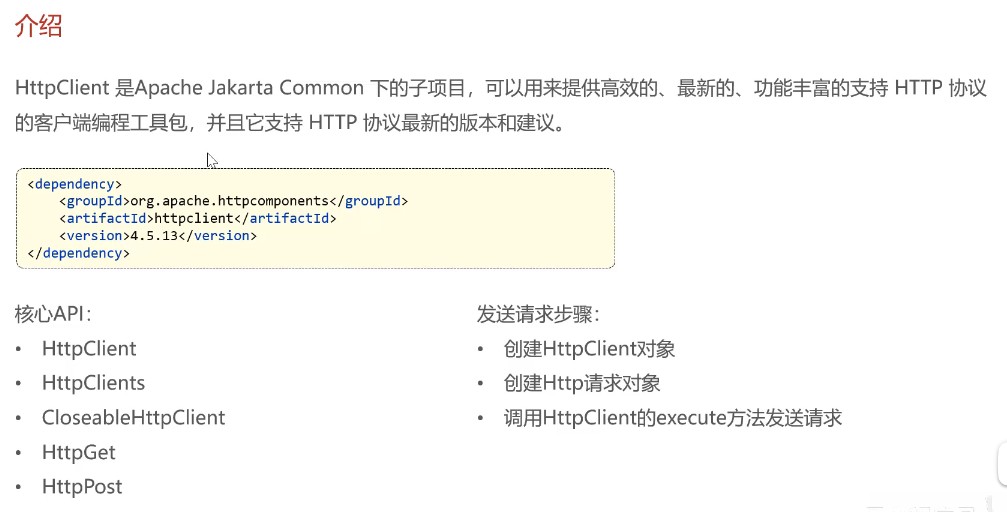 介绍
HttpClient 是Apache Jakarta Common 下的子项目，可以用来提供高效的、最新的、功能丰富的支持 HTTP 协议
的客户端编程工具包，并且它支持 HTTP 协议最新的版本和建议。
<dependency>
    <groupId>org.apache.httpcomponents</groupId>
    <artifactId>httpclient</artifactId>
    <version>4.5.13</version>
</dependency>
核心API：
• HttpClient
• HttpClients
• CloseableHttpClient
• HttpGet
• HttpPost
发送请求步骤：
• 创建HttpClient对象
• 创建Http请求对象
• 调用HttpClient的execute方法发送请求